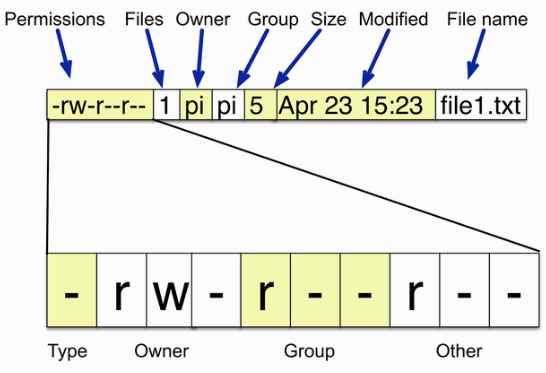 Permissions Files Owner Group Size Modified File name
-rw-r--r-- 1 pi pi 5 Apr 23 15:23 file1.txt
- r w - r - - r - -
Type Owner Group Other